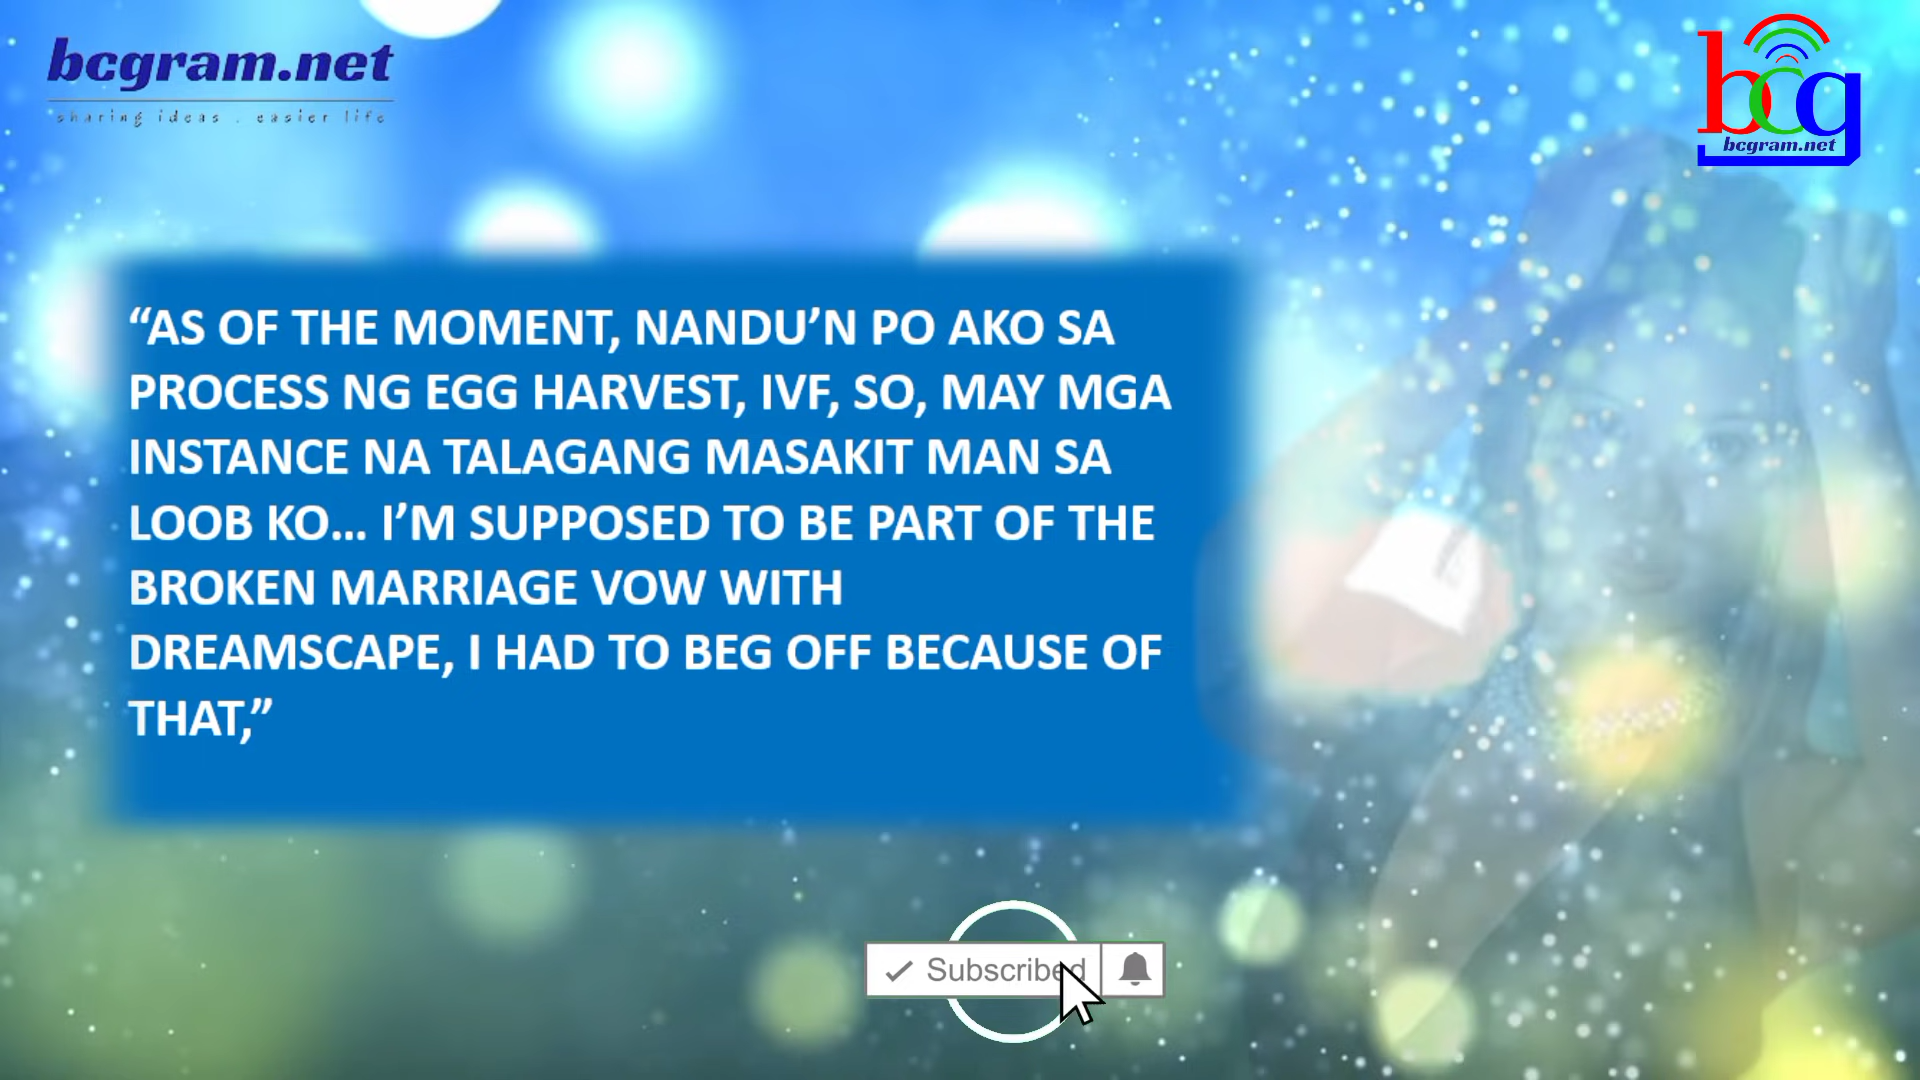 bcgram.net
sharing ideas . easier life
bcg
bcgram.net
“AS OF THE MOMENT, NANDU’N PO AKO SA
PROCESS NG EGG HARVEST, IVF, SO, MAY MGA
INSTANCE NA TALAGANG MASAKIT MAN SA
LOOB KO... I’M SUPPOSED TO BE PART OF THE
BROKEN MARRIAGE VOW WITH
DREAMSCAPE, I HAD TO BEG OFF BECAUSE OF
THAT,”
Subscribed